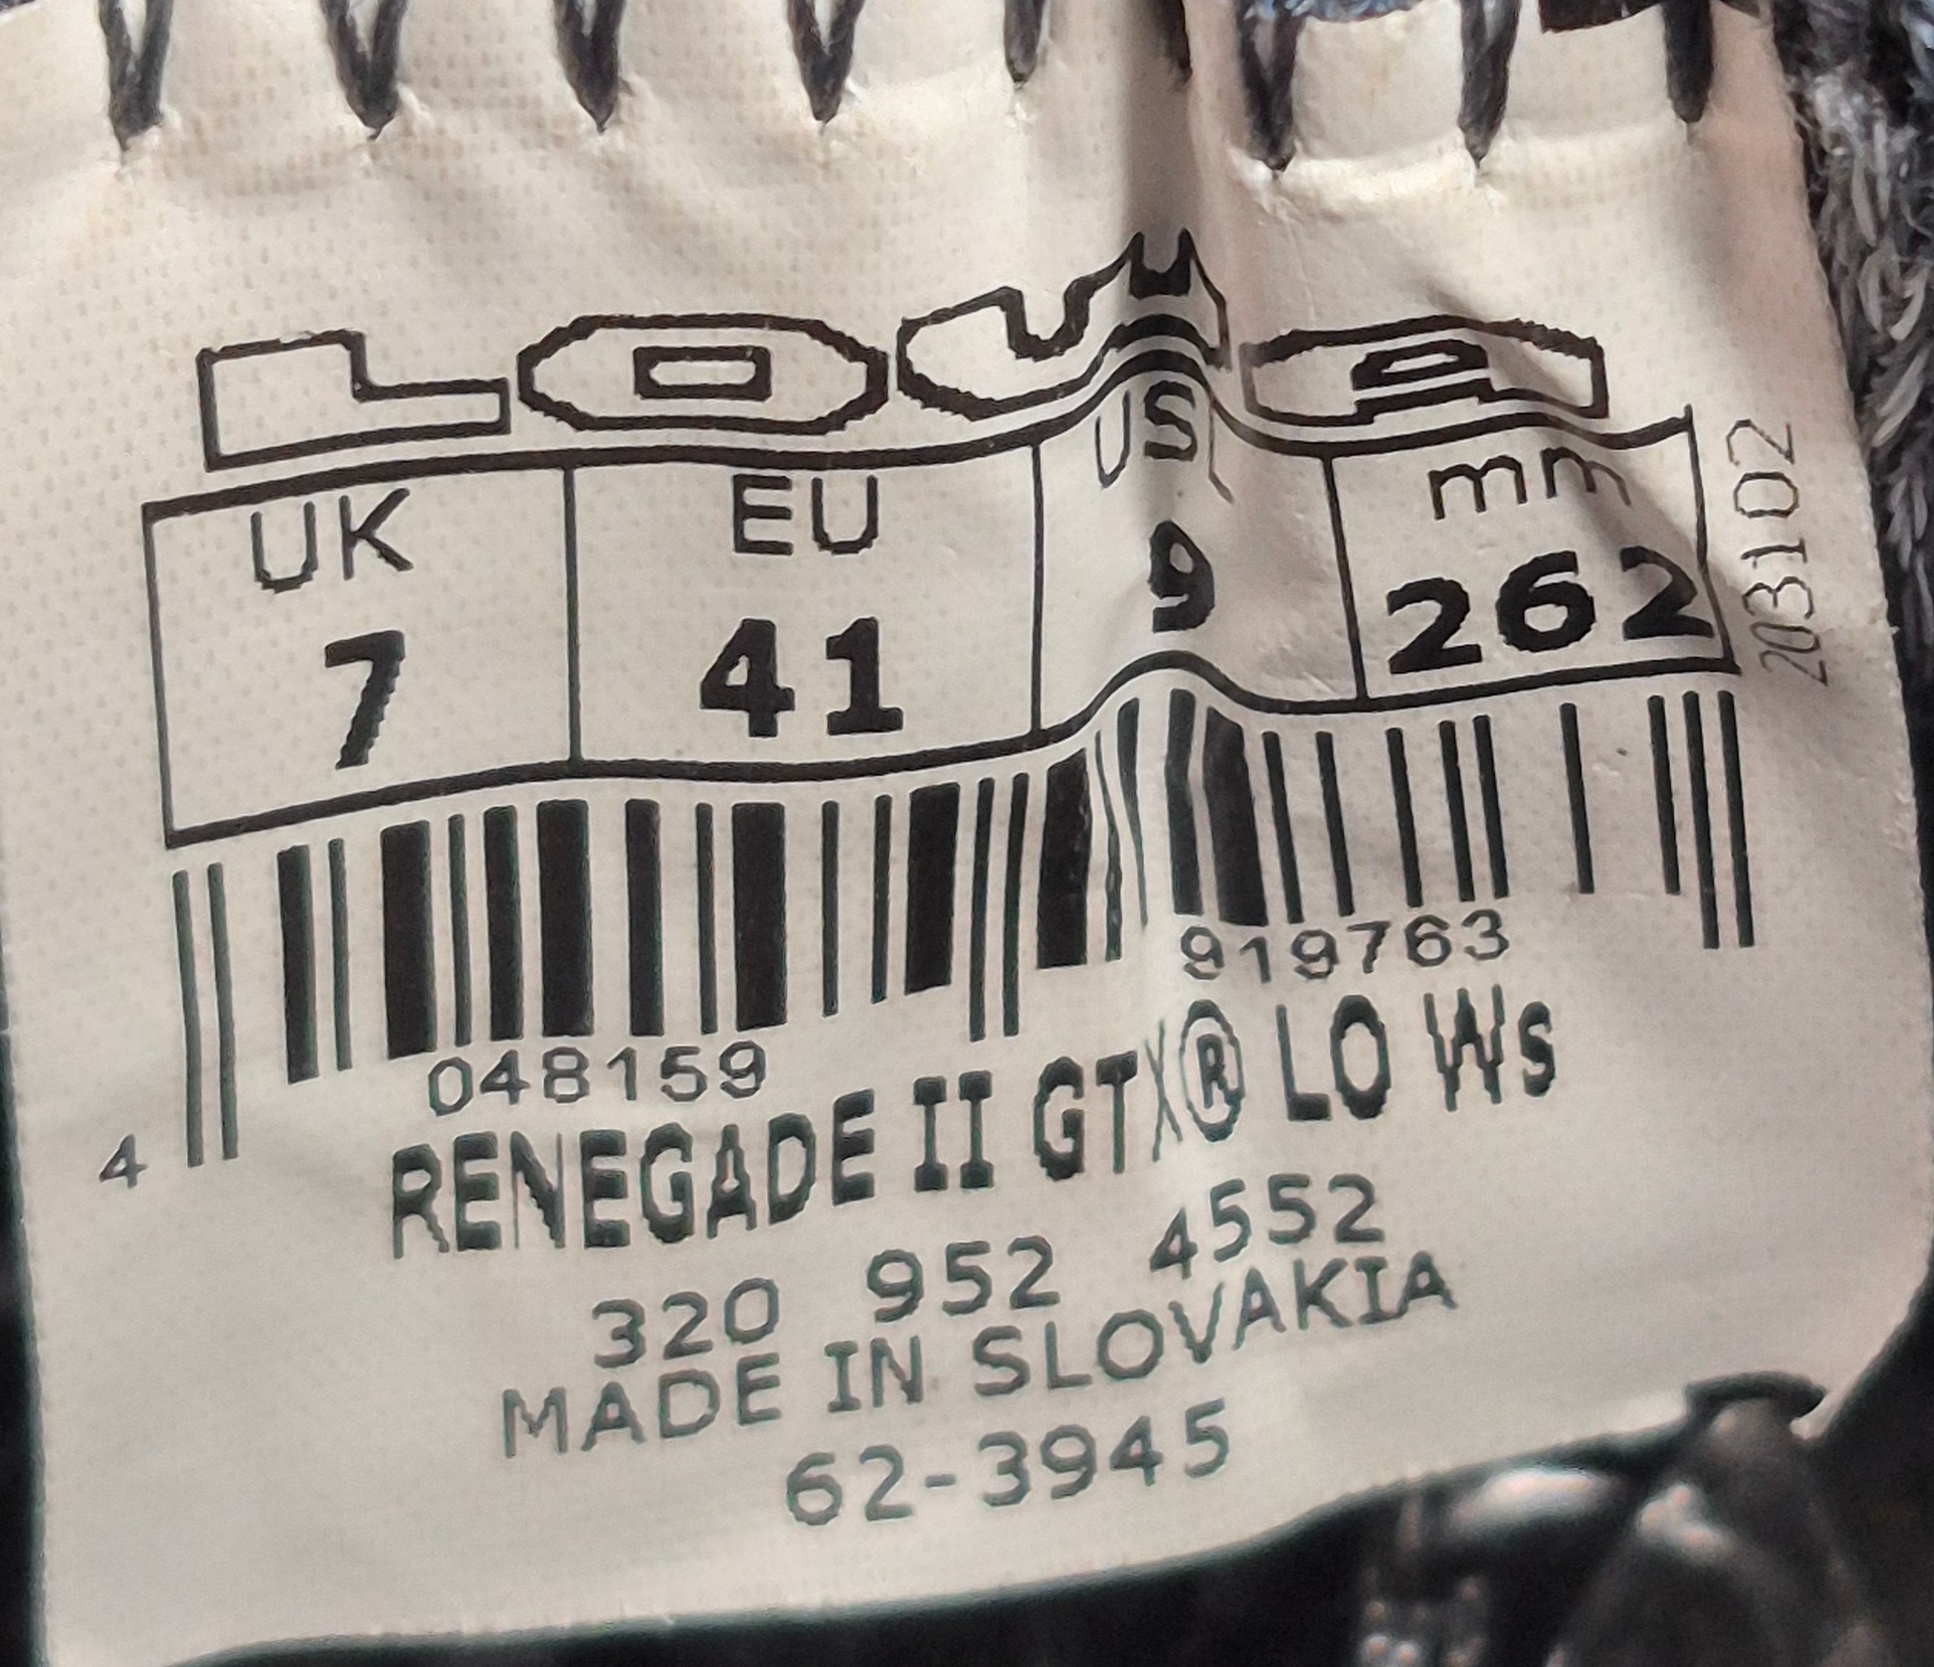 LOWA
UK EU US mm
7 41 9 262
203102
4 048159 919763
RENEGADE II GTX® LO Ws
320 952 4552
MADE IN SLOVAKIA
62-3945